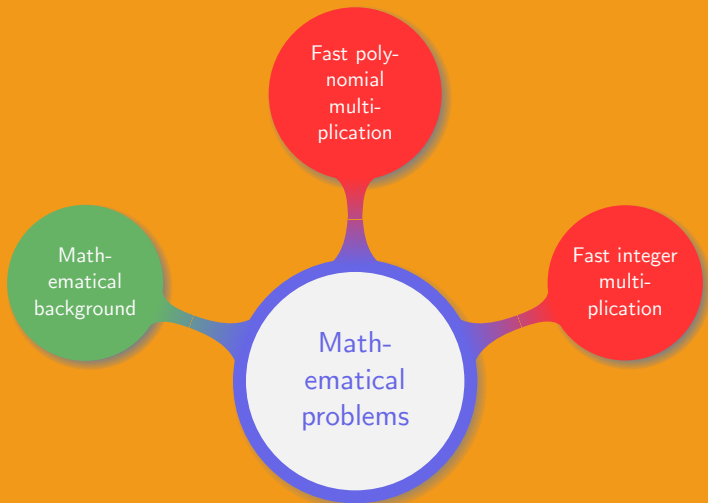 Fast poly-
nomial
multi-
plication
Math-
ematical
background
Fast integer
multi-
plication
Math-
ematical
problems